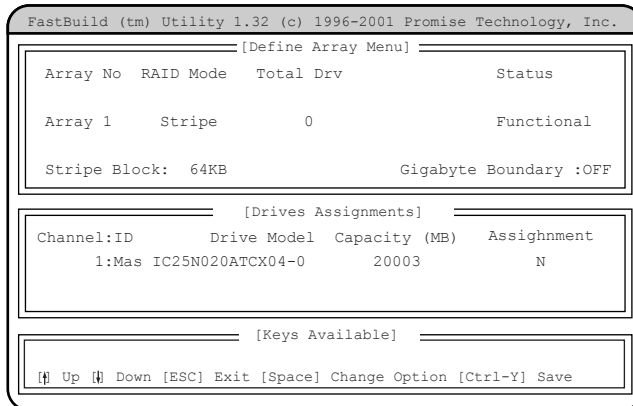 FastBuild (tm) Utility 1.32 (c) 1996-2001 Promise Technology, Inc.
[Define Array Menu]
Array No RAID Mode Total Drv Status
Array 1 Stripe 0 Functional
Stripe Block: 64KB Gigabyte Boundary :OFF
[Drives Assignments]
Channel:ID Drive Model Capacity (MB) Assighnment
1:Mas IC25N020ATCX04-0 20003 N
[Keys Available]
[↑] Up [↓] Down [ESC] Exit [Space] Change Option [Ctrl-Y] Save